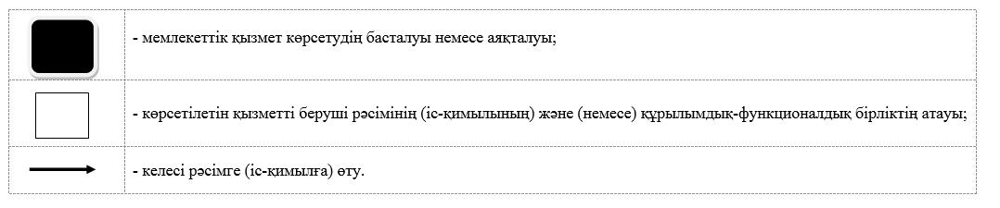 - мемлекеттік қызмет көрсетудің басталуы немесе аяқталуы;
- көрсетілетін қызметті беруші рәсімінің (іс-қимылының) және (немесе) құрылымдық-функционалдық бірліктің атауы;
- келесі рәсімге (іс-қимылға) өту.